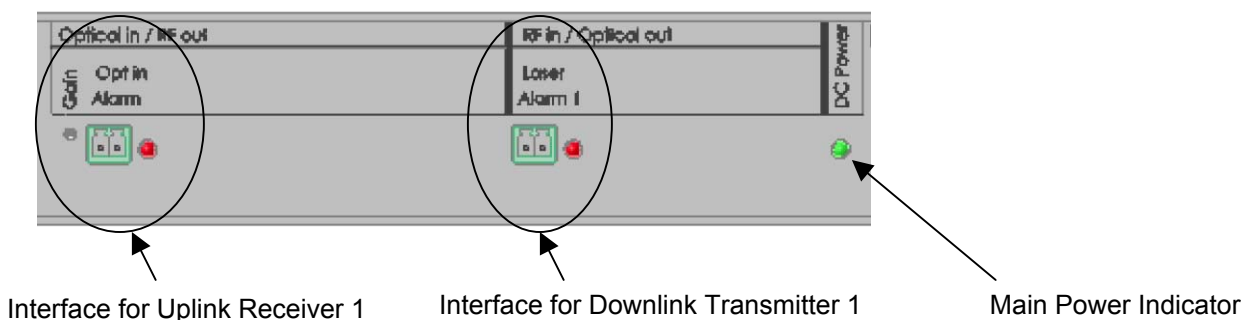 Optical in / RF out
RF in / Optical out
DC Power
Gain
Opt in
Alarm
Laser
Alarm 1
Interface for Uplink Receiver 1
Interface for Downlink Transmitter 1
Main Power Indicator